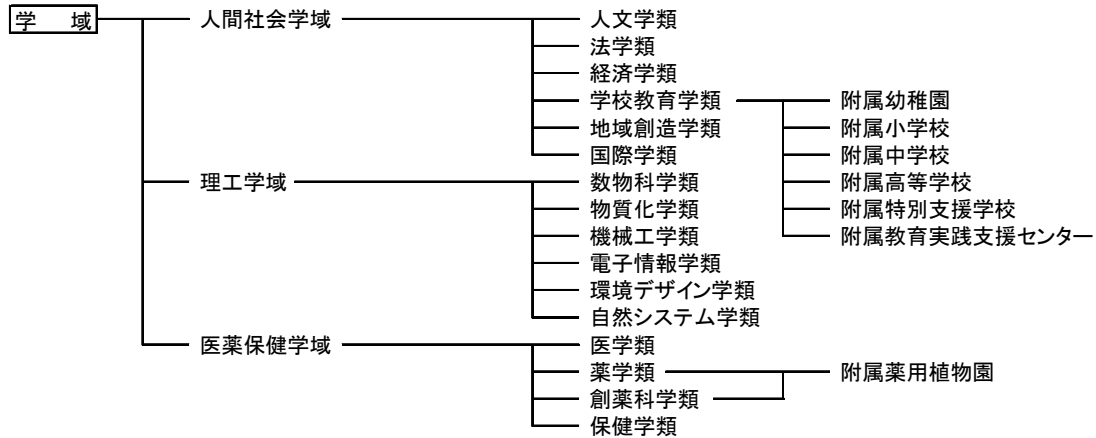 学 域
人間社会学域
人文学類
法学類
経済学類
学校教育学類
附属幼稚園
附属小学校
地域創造学類
附属中学校
国際学類
理工学域
数物科学類
附属高等学校
物質化学類
附属特別支援学校
機械工学類
附属教育実践支援センター
電子情報学類
環境デザイン学類
自然システム学類
医薬保健学域
医学類
薬学類
附属薬用植物園
創薬科学類
保健学類